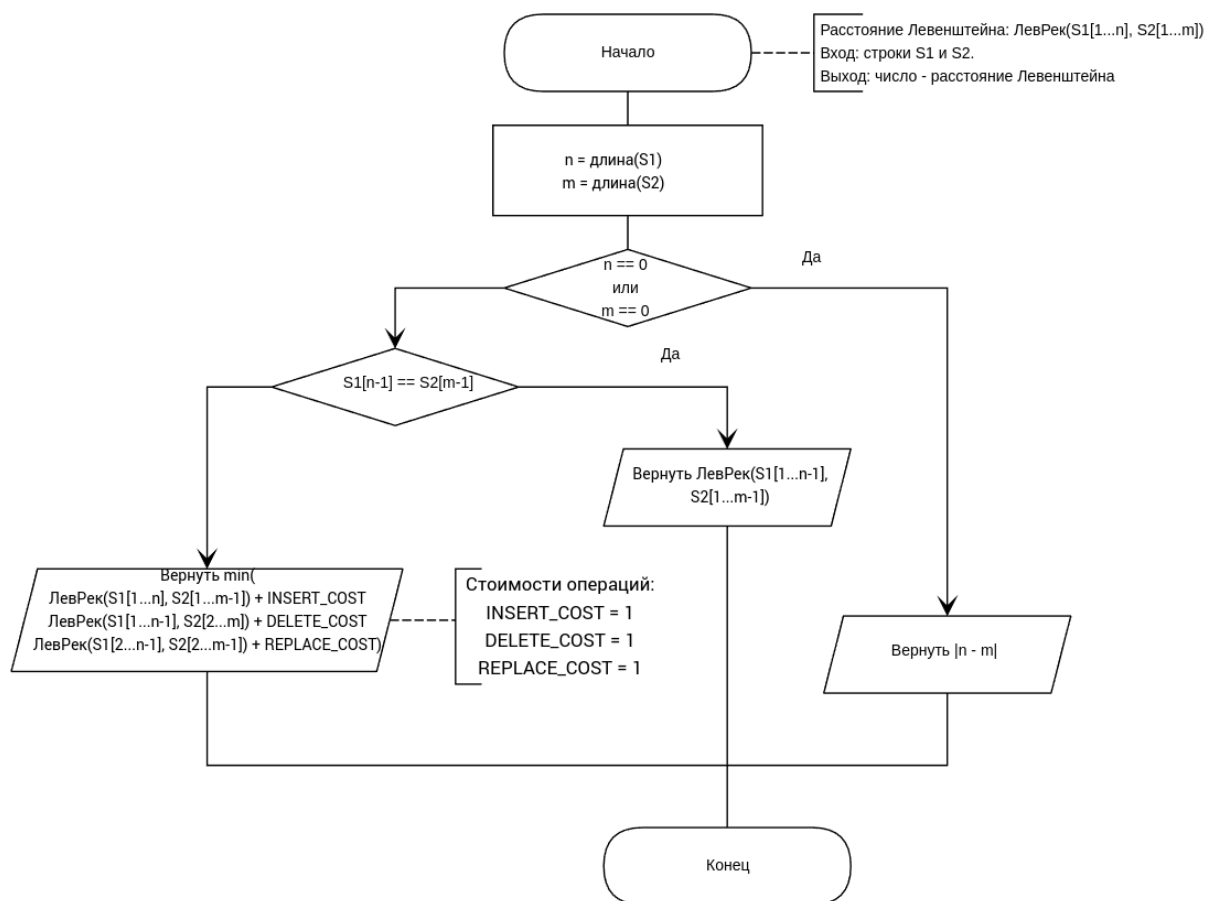 Начало
Расстояние Левенштейна: ЛевРек(S1[1...n], S2[1...m])
Вход: строки S1 и S2.
Выход: число - расстояние Левенштейна
n = длина(S1)
m = длина(S2)
n == 0
или
m == 0
Да
S1[n-1] == S2[m-1]
Да
Вернуть ЛевРек(S1[1...n-1],
S2[1...m-1])
Вернуть min(
ЛевРек(S1[1...n], S2[1...m-1]) + INSERT_COST
ЛевРек(S1[1...n-1], S2[2...m] + DELETE_COST
ЛевРек(S1[2...n-1], S2[2...m-1]) + REPLACE_COST)
Стоимости операций:
INSERT_COST = 1
DELETE_COST = 1
REPLACE_COST = 1
Вернуть |n - m|
Конец